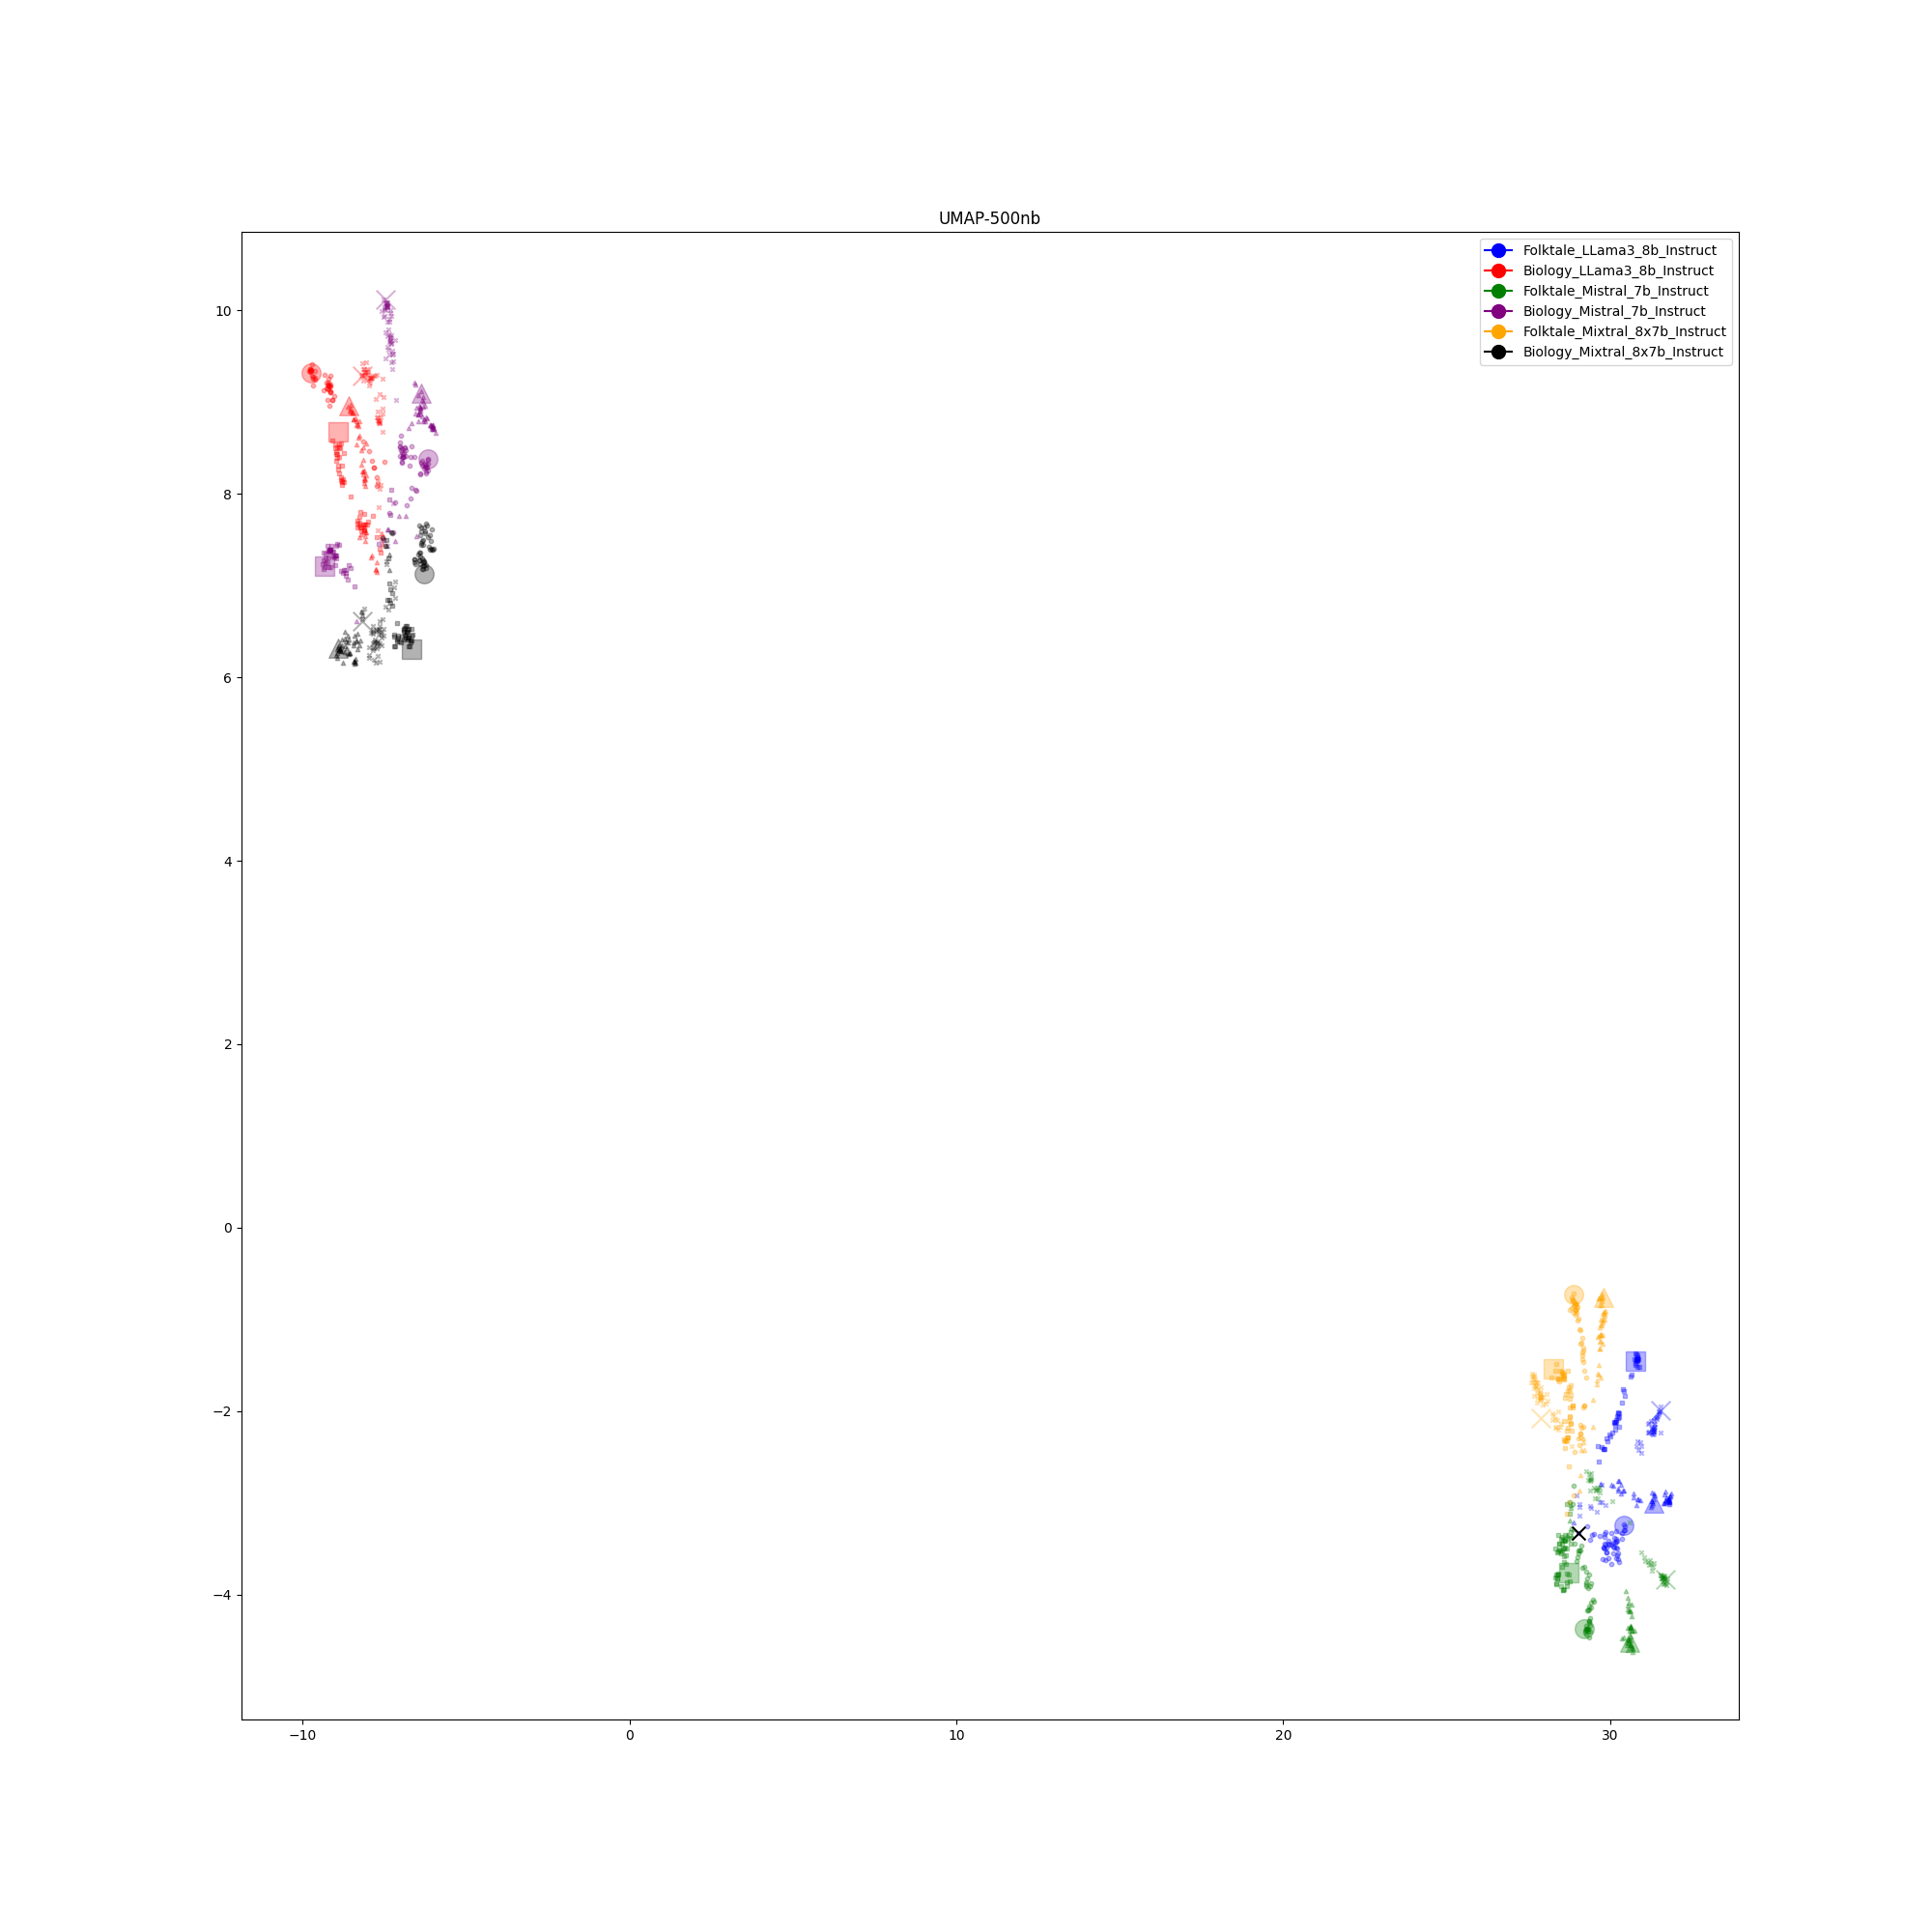 UMAP-500nb
Folktale_LLama3_8b_Instruct
Biology_LLama3_8b_Instruct
Folktale_Mistral_7b_Instruct
Biology_Mistral_7b_Instruct
Folktale_Mixtral_8x7b_Instruct
Biology_Mixtral_8x7b_Instruct
10
8
6
4
2
0
−2
−4
−10 0 10 20 30